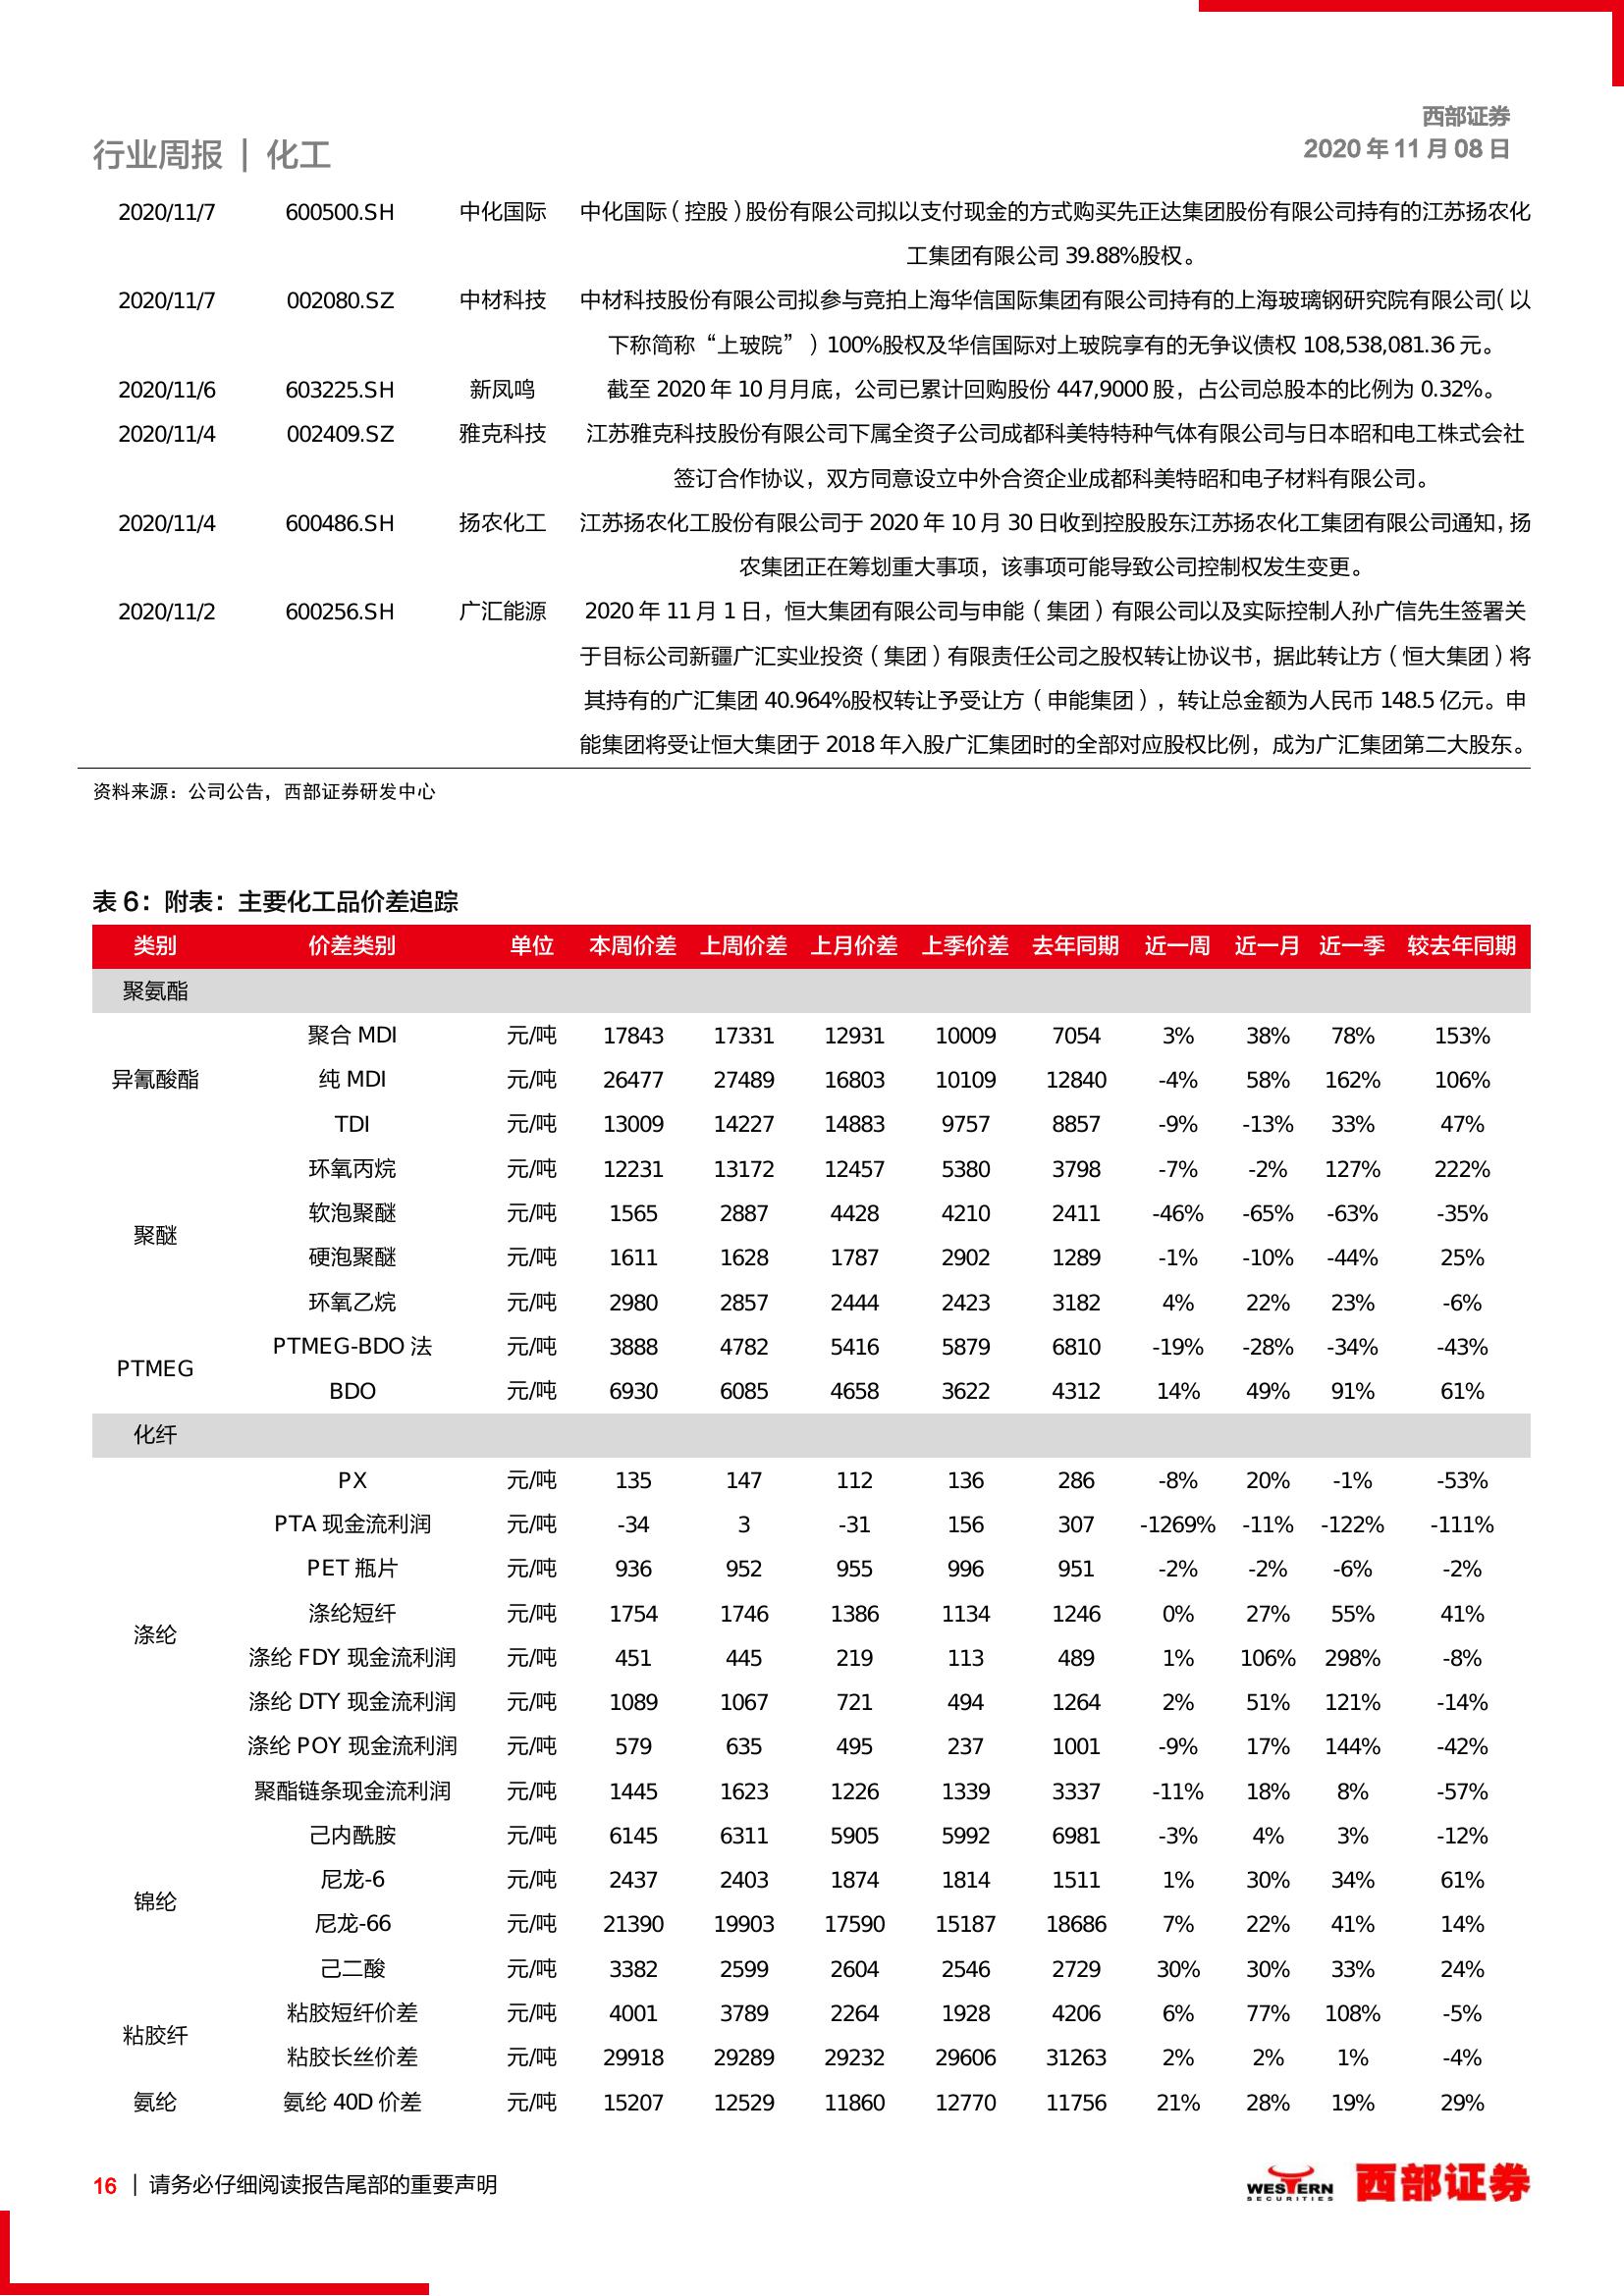 西部证券
行业周报 | 化工
2020 年 11 月 08 日
2020/11/7 600500.SH 中化国际 中化国际（控股）股份有限公司拟以支付现金的方式购买先正达集团股份有限公司持有的江苏扬农化
工集团有限公司 39.88%股权。
2020/11/7 002080.SZ 中材科技 中材科技股份有限公司拟参与竞拍上海华信国际集团有限公司持有的上海玻璃钢研究院有限公司（以
下称简称“上玻院”）100%股权及华信国际对上玻院享有的无争议债权 108,538,081.36 元。
2020/11/6 603225.SH 新凤鸣 截至 2020 年 10 月月底，公司已累计回购股份 447,9000 股，占公司总股本的比例为 0.32%。
2020/11/4 002409.SZ 雅克科技 江苏雅克科技股份有限公司下属全资子公司成都科美特特种气体有限公司与日本昭和电工株式会社
签订合作协议，双方同意设立中外合资企业成都科美特昭和电子材料有限公司。
2020/11/4 600486.SH 扬农化工 江苏扬农化工股份有限公司于 2020 年 10 月 30 日收到控股股东江苏扬农化工集团有限公司通知，扬
农集团正在筹划重大事项，该事项可能导致公司控制权发生变更。
2020/11/2 600256.SH 广汇能源 2020 年 11 月 1 日，恒大集团有限公司与申能（集团）有限公司以及实际控制人孙广信先生签署关
于目标公司新疆广汇实业投资（集团）有限责任公司之股权转让协议书，据此转让方（恒大集团）将
其持有的广汇集团 40.964%股权转让予受让方（申能集团），转让总金额为人民币 148.5 亿元。申
能集团将受让恒大集团于 2018 年入股广汇集团时的全部对应股权比例，成为广汇集团第二大股东。
资料来源：公司公告，西部证券研发中心
表 6：附表：主要化工品价差追踪
类别 价差类别 单位 本周价差 上周价差 上月价差 上季价差 去年同期 近一周 近一月 近一季 较去年同期
聚氨酯
聚合 MDI 元/吨 17843 17331 12931 10009 7054 3% 38% 78% 153%
异氰酸酯 纯 MDI 元/吨 26477 27489 16803 10109 12840 -4% 58% 162% 106%
TDI 元/吨 13009 14227 14883 9757 8857 -9% -13% 33% 47%
环氧丙烷 元/吨 12231 13172 12457 5380 3798 -7% -2% 127% 222%
软泡聚醚 元/吨 1565 2887 4428 4210 2411 -46% -65% -63% -35%
聚醚
硬泡聚醚 元/吨 1611 1628 1787 2902 1289 -1% -10% -44% 25%
环氧乙烷 元/吨 2980 2857 2444 2423 3182 4% 22% 23% -6%
PTMEG-BDO 法 元/吨 3888 4782 5416 5879 6810 -19% -28% -34% -43%
PTMEG
BDO 元/吨 6930 6085 4658 3622 4312 14% 49% 91% 61%
化纤
PX 元/吨 135 147 112 136 286 -8% 20% -1% -53%
PTA 现金流利润 元/吨 -34 3 -31 156 307 -1269% -11% -122% -111%
PET 瓶片 元/吨 936 952 955 996 951 -2% -2% -6% -2%
涤纶短纤 元/吨 1754 1746 1386 1134 1246 0% 27% 55% 41%
涤纶
涤纶 FDY 现金流利润 元/吨 451 445 219 113 489 1% 106% 298% -8%
涤纶 DTY 现金流利润 元/吨 1089 1067 721 494 1264 2% 51% 121% -14%
涤纶 POY 现金流利润 元/吨 579 635 495 237 1001 -9% 17% 144% -42%
聚酯链条现金流利润 元/吨 1445 1623 1226 1339 3337 -11% 18% 8% -57%
己内酰胺 元/吨 6145 6311 5905 5992 6981 -3% 4% 3% -12%
尼龙-6 元/吨 2437 2403 1874 1814 1511 1% 30% 34% 61%
锦纶
尼龙-66 元/吨 21390 19903 17590 15187 18686 7% 22% 41% 14%
己二酸 元/吨 3382 2599 2604 2546 2729 30% 30% 33% 24%
粘胶短纤价差 元/吨 4001 3789 2264 1928 4206 6% 77% 108% -5%
粘胶纤
粘胶长丝价差 元/吨 29918 29289 29232 29606 31263 2% 2% 1% -4%
氨纶 氨纶 40D 价差 元/吨 15207 12529 11860 12770 11756 21% 28% 19% 29%
16 | 请务必仔细阅读报告尾部的重要声明
WESTERN
SECURITIES
西部证券